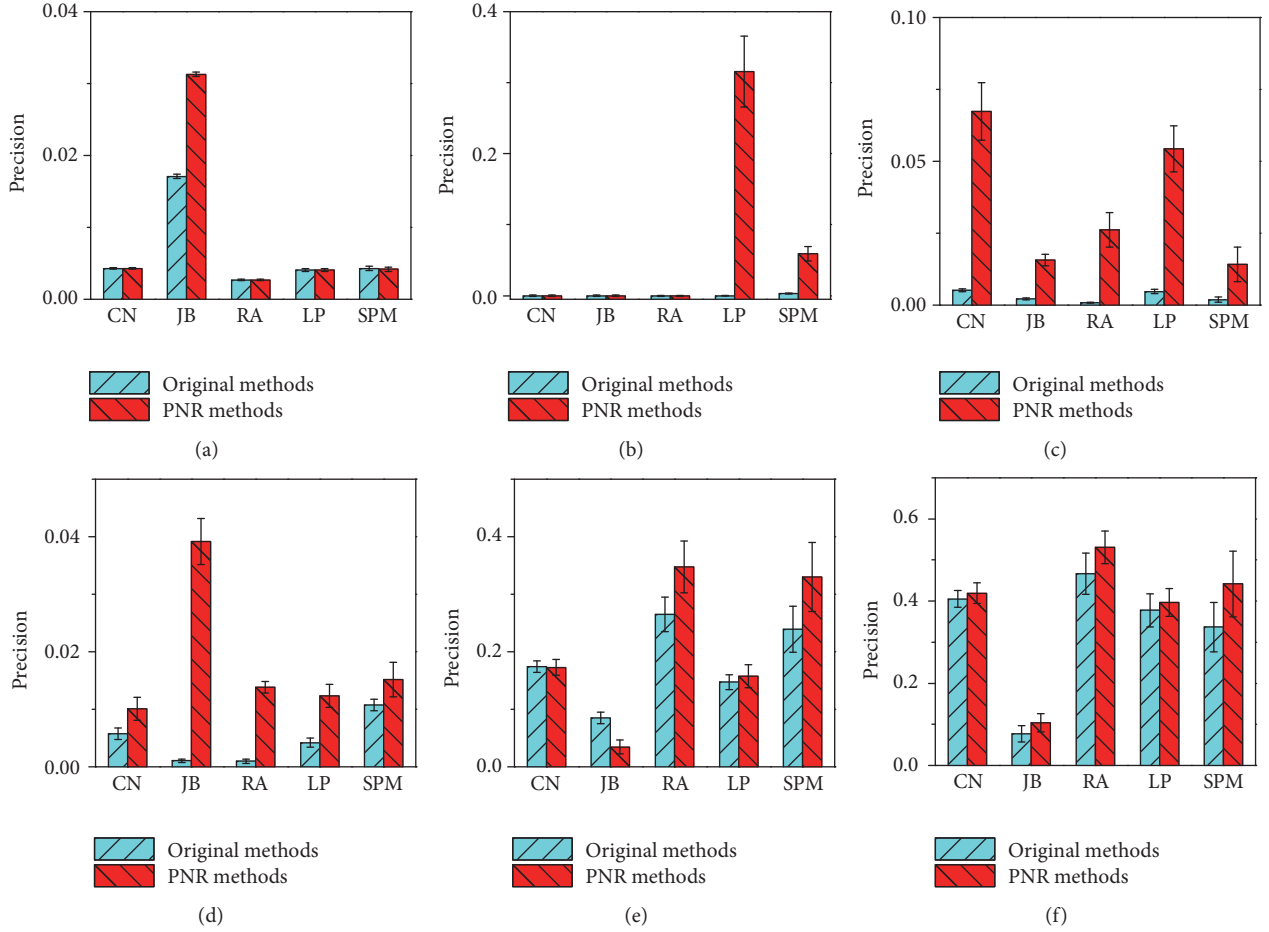 Precision
0.04
0.02
0.00
CN JB RA LP SPM
Original methods
PNR methods
(a)
Precision
0.4
0.2
0.0
CN JB RA LP SPM
Original methods
PNR methods
(b)
Precision
0.10
0.05
0.00
CN JB RA LP SPM
Original methods
PNR methods
(c)
Precision
0.04
0.02
0.00
CN JB RA LP SPM
Original methods
PNR methods
(d)
Precision
0.4
0.2
0.0
CN JB RA LP SPM
Original methods
PNR methods
(e)
Precision
0.6
0.4
0.2
0.0
CN JB RA LP SPM
Original methods
PNR methods
(f)